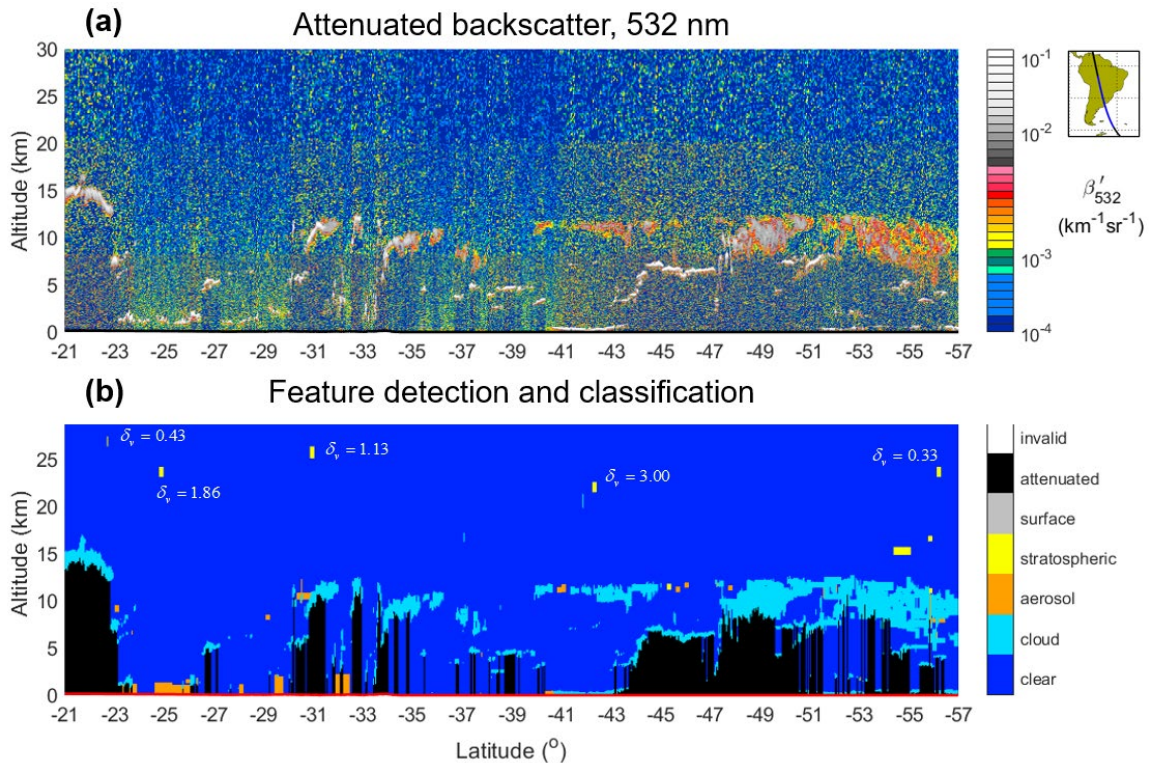 (a) Attenuated backscatter, 532 nm
30
25
20
15
10
5
0
Altitude (km)
-21 -23 -25 -27 -29 -31 -33 -35 -37 -39 -41 -43 -45 -47 -49 -51 -53 -55 -57
10⁻¹
10⁻²
10⁻³
10⁻⁴
β′₅₃₂
(km⁻¹sr⁻¹)
(b) Feature detection and classification
25
20
15
10
5
0
Altitude (km)
δᵥ = 0.43
δᵥ = 1.86
δᵥ = 1.13
δᵥ = 3.00
δᵥ = 0.33
-21 -23 -25 -27 -29 -31 -33 -35 -37 -39 -41 -43 -45 -47 -49 -51 -53 -55 -57
Latitude (°)
invalid
attenuated
surface
stratospheric
aerosol
cloud
clear